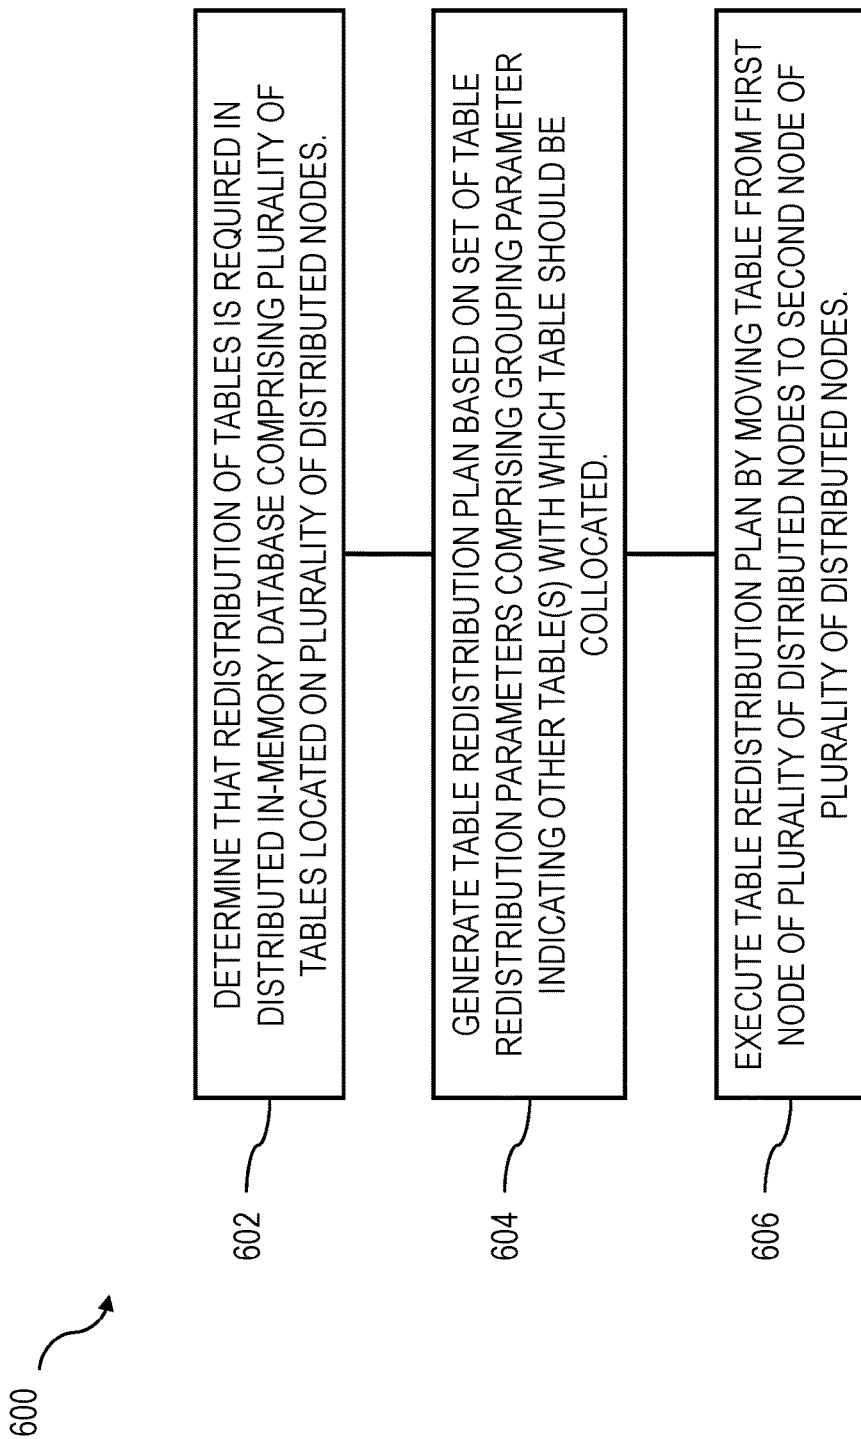 600
602
DETERMINE THAT REDISTRIBUTION OF TABLES IS REQUIRED IN
DISTRIBUTED IN-MEMORY DATABASE COMPRISING PLURALITY OF
TABLES LOCATED ON PLURALITY OF DISTRIBUTED NODES.
604
GENERATE TABLE REDISTRIBUTION PLAN BASED ON SET OF TABLE
REDISTRIBUTION PARAMETERS COMPRISING GROUPING PARAMETER
INDICATING OTHER TABLE(S) WITH WHICH TABLE SHOULD BE
COLLOCATED.
606
EXECUTE TABLE REDISTRIBUTION PLAN BY MOVING TABLE FROM FIRST
NODE OF PLURALITY OF DISTRIBUTED NODES TO SECOND NODE OF
PLURALITY OF DISTRIBUTED NODES.